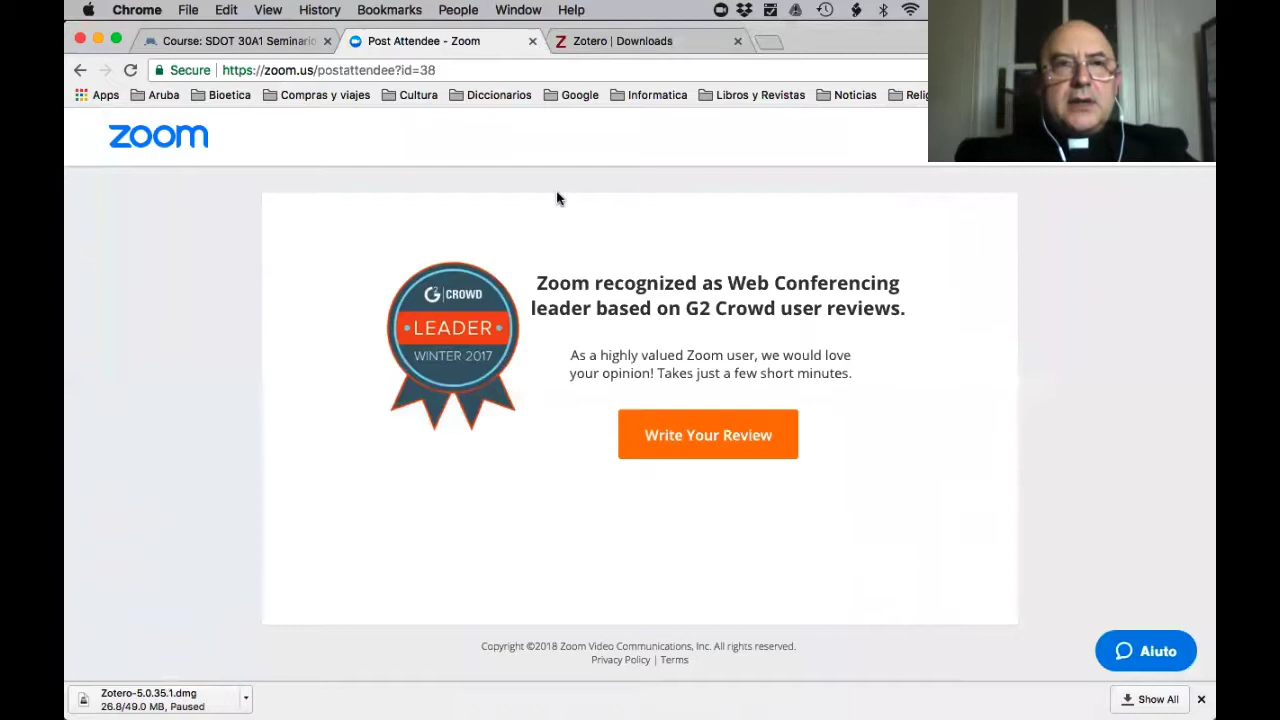 Chrome File Edit View History Bookmarks People Window Help
Course: SDOT 30A1 Seminario
Post Attendee - Zoom
Zotero | Downloads
Secure https://zoom.us/postattendee?id=38
Apps Aruba Bioetica Compras y viajes Cultura Diccionarios Google Informatica Libros y Revistas Noticias
zoom
G2 CROWD
LEADER
WINTER 2017
Zoom recognized as Web Conferencing
leader based on G2 Crowd user reviews.
As a highly valued Zoom user, we would love
your opinion! Takes just a few short minutes.
Write Your Review
Copyright ©2018 Zoom Video Communications, Inc. All rights reserved.
Privacy Policy | Terms
Aiuto
Zotero-5.0.35.1.dmg
26.8/49.0 MB, Paused
Show All